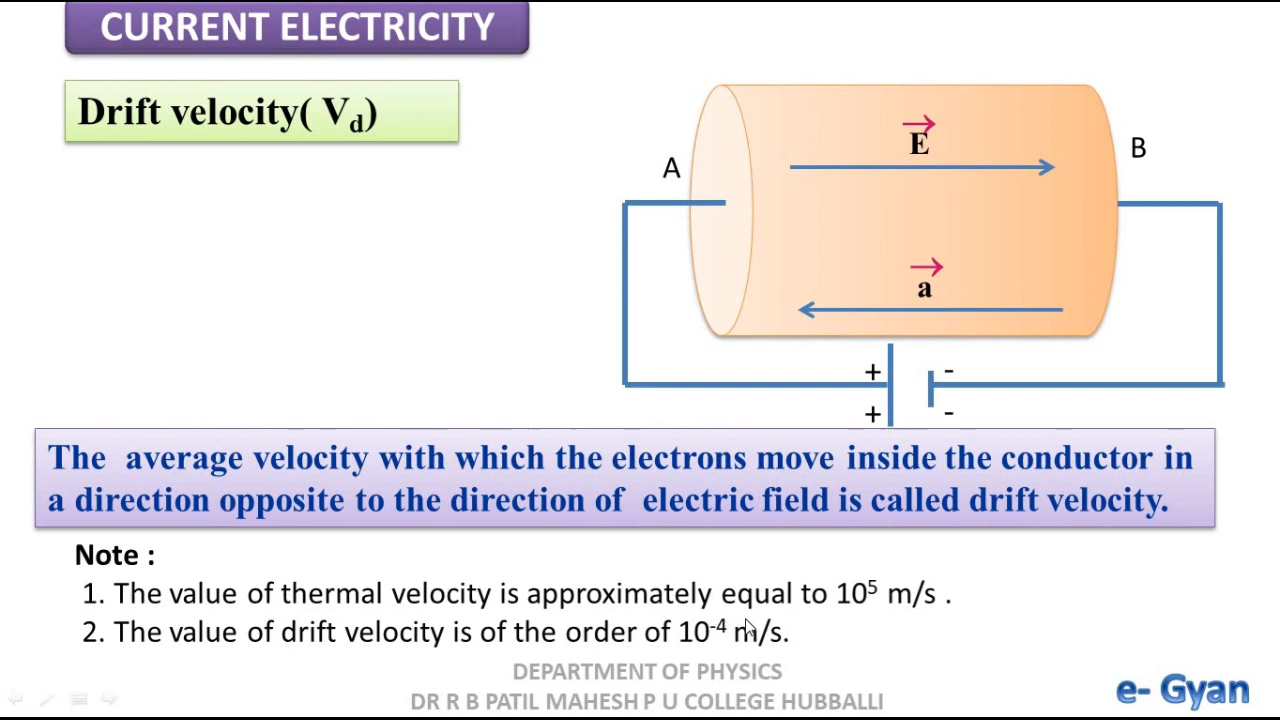 CURRENT ELECTRICITY
Drift velocity( Vd)
A
E
B
a
+ -
+ -
The average velocity with which the electrons move inside the conductor in
a direction opposite to the direction of electric field is called drift velocity.
Note :
1. The value of thermal velocity is approximately equal to 10⁵ m/s .
2. The value of drift velocity is of the order of 10⁻⁴ m/s.
DEPARTMENT OF PHYSICS
DR R B PATIL MAHESH P U COLLEGE HUBBALLI
e- Gyan